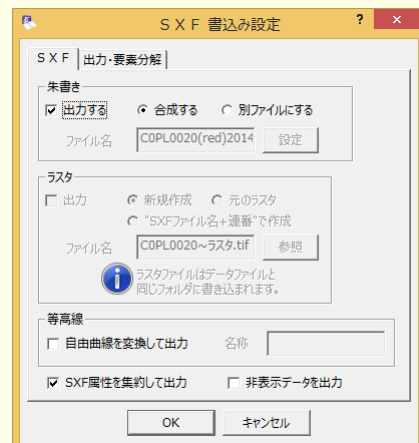 ＳＸＦ 書込み設定
? ×
ＳＸＦ 出力・要素分解
朱書き
出力する 合成する 別ファイルにする
ファイル名 C0PL0020(red)2014 設定
ラスタ
出力 新規作成 元のラスタ
"SXFファイル名+連番"で作成
ファイル名 C0PL0020~ラスタ.tif 参照
ラスタファイルはデータファイルと
同じフォルダに書き込まれます。
等高線
自由曲線を変換して出力 名称
SXF属性を集約して出力 非表示データを出力
OK キャンセル